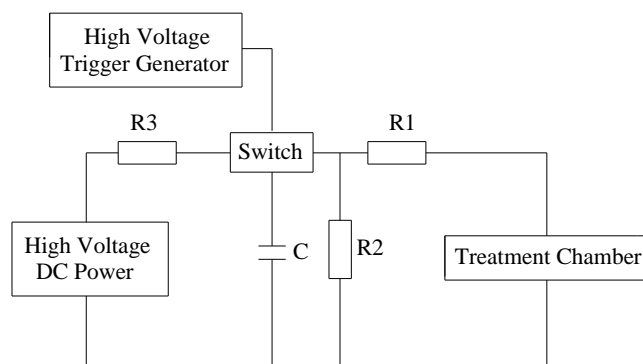 High Voltage
Trigger Generator
R3
R1
Switch
High Voltage
DC Power
C
R2
Treatment Chamber